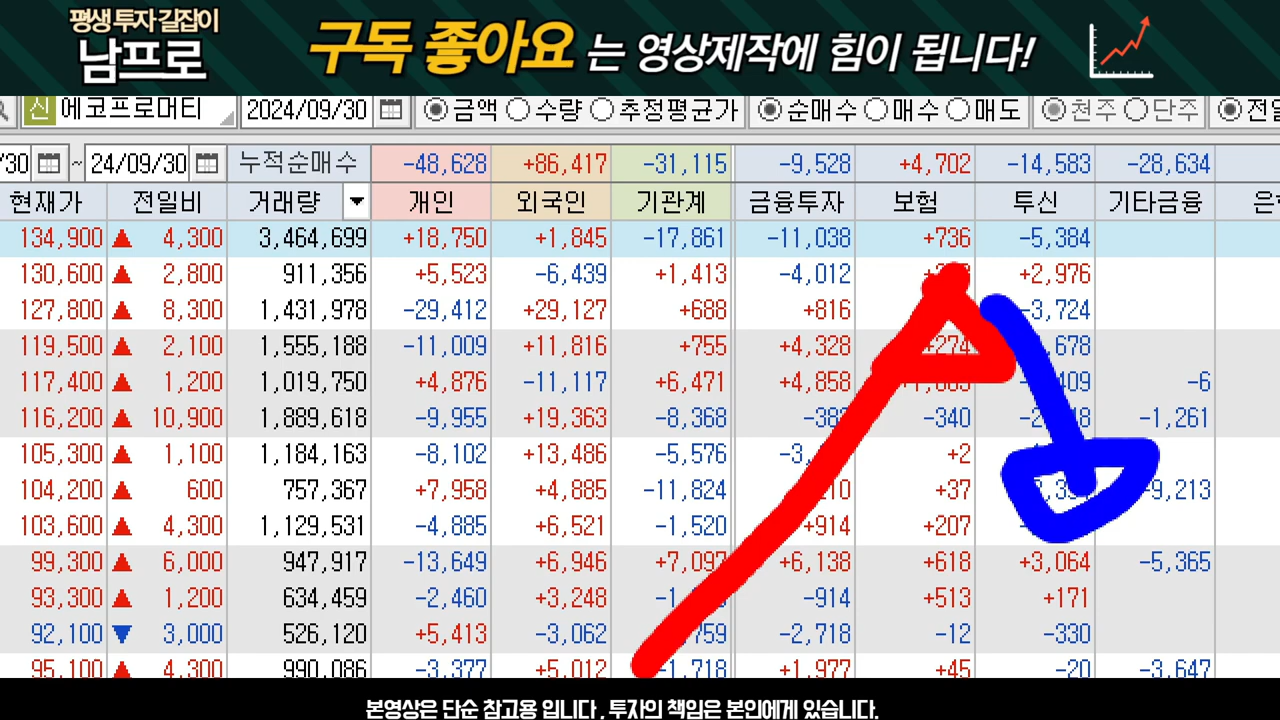 평생 투자 길잡이
남프로
구독 좋아요 는 영상제작에 힘이 됩니다!
신 에코프로머티 2024/09/30 금액 수량 추정평균가 순매수 매수 매도 천주 단주 전일
/30 ~ 24/09/30 누적순매수 -48,628 +86,417 -31,115 -9,528 +4,702 -14,583 -28,634
현재가 전일비 거래량 개인 외국인 기관계 금융투자 보험 투신 기타금융
134,900 ▲ 4,300 3,464,699 +18,750 +1,845 -17,861 -11,038 +736 -5,384
130,600 ▲ 2,800 911,356 +5,523 -6,439 +1,413 -4,012 +2,976
127,800 ▲ 8,300 1,431,978 -29,412 +29,127 +688 +816 -3,724
119,500 ▲ 2,100 1,555,188 -11,009 +11,816 +755 +4,328 +274 ,678
117,400 ▲ 1,200 1,019,750 +4,876 -11,117 +6,471 +4,858 -6
116,200 ▲ 10,900 1,889,618 -9,955 +19,363 -8,368 -340 -1,261
105,300 ▲ 1,100 1,184,163 -8,102 +13,486 -5,576 +2
104,200 ▲ 600 757,367 +7,958 +4,885 -11,824 +37 -9,213
103,600 ▲ 4,300 1,129,531 -4,885 +6,521 -1,520 +914 +207
99,300 ▲ 6,000 947,917 -13,649 +6,946 +7,097 +6,138 +618 +3,064 -5,365
93,300 ▲ 1,200 634,459 -2,460 +3,248 -914 +513 +171
92,100 ▼ 3,000 526,120 +5,413 -3,062 -2,718 -12 -330
95,100 ▲ 4,300 990,086 -3,377 +5,012 -1,718 +1,977 +45 -20 -3,647
본영상은 단순 참고용 입니다 , 투자의 책임은 본인에게 있습니다.